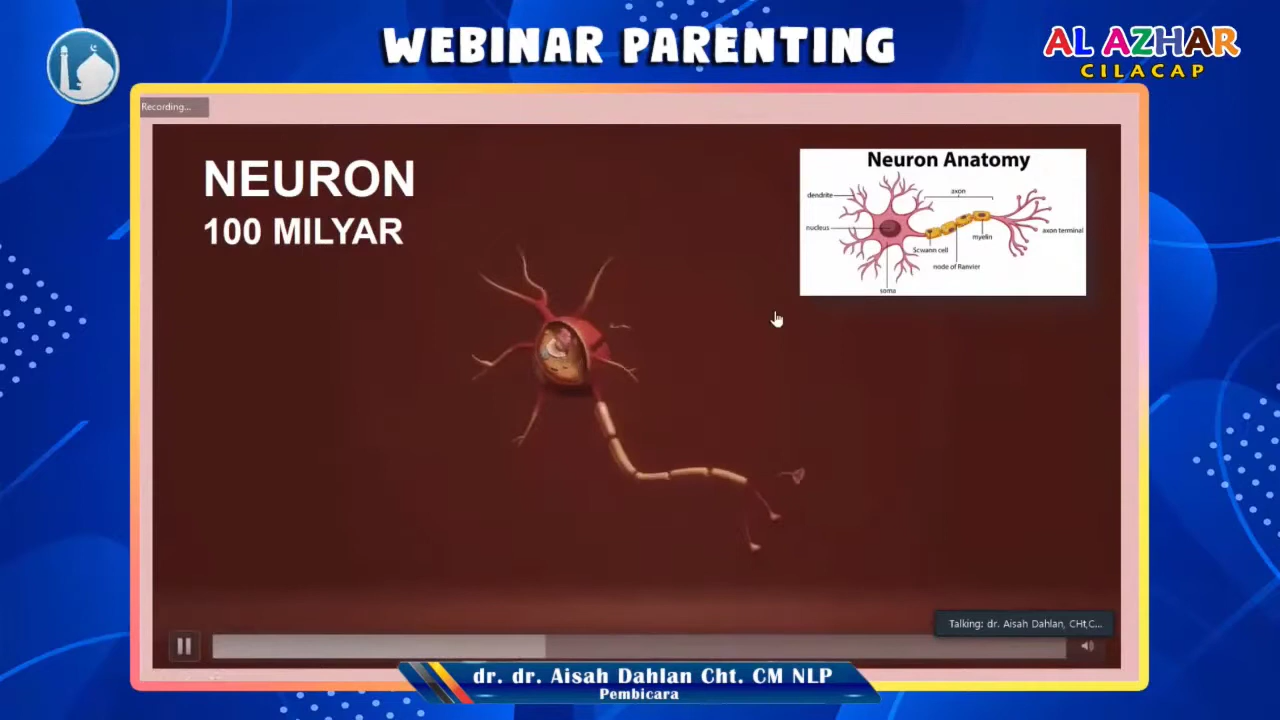 WEBINAR PARENTING
AL AZHAR
CILACAP
Recording...
NEURON
100 MILYAR
Neuron Anatomy
dendrite
axon
nucleus
Scwann cell
myelin
axon terminal
node of Ranvier
soma
Talking: dr. Aisah Dahlan, CHt,C...
dr. dr. Aisah Dahlan Cht. CM NLP
Pembicara